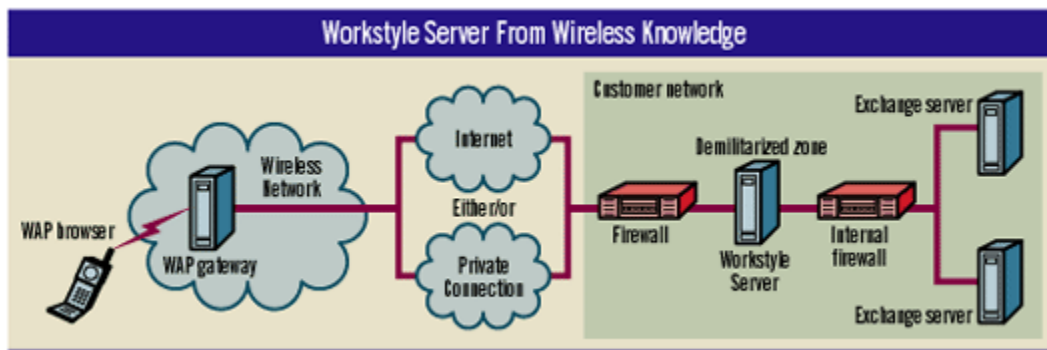 Workstyle Server From Wireless Knowledge
Customer network
Exchange server
Internet
Demilitarized zone
Wireless
Network
Either/or
WAP browser
Firewall
Internal
firewall
WAP gateway
Private
Connection
Workstyle
Server
Exchange server